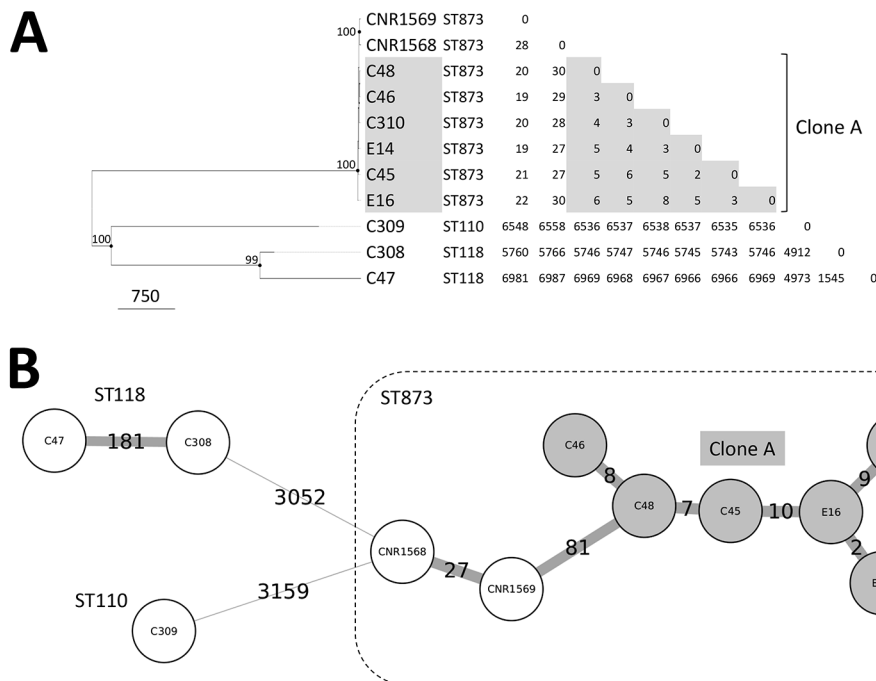 A
CNR1569 ST873 0
100
CNR1568 ST873 28 0
C48 ST873 20 30 0
C46 ST873 19 29 3 0
C310 ST873 20 28 4 3 0
Clone A
E14 ST873 19 27 5 4 3 0
100
C45 ST873 21 27 5 6 5 2 0
E16 ST873 22 30 6 5 8 5 3 0
C309 ST110 6548 6558 6536 6537 6538 6537 6535 6536 0
100
C308 ST118 5760 5766 5746 5747 5746 5745 5743 5746 4912 0
99
C47 ST118 6981 6987 6969 6968 6967 6966 6966 6969 4973 1545 0
750
B
ST118
ST873
C47
181
C308
C46
Clone A
8
9
C48
7
C45
10
E16
3052
81
2
CNR1568
27
CNR1569
E
3159
ST110
C309